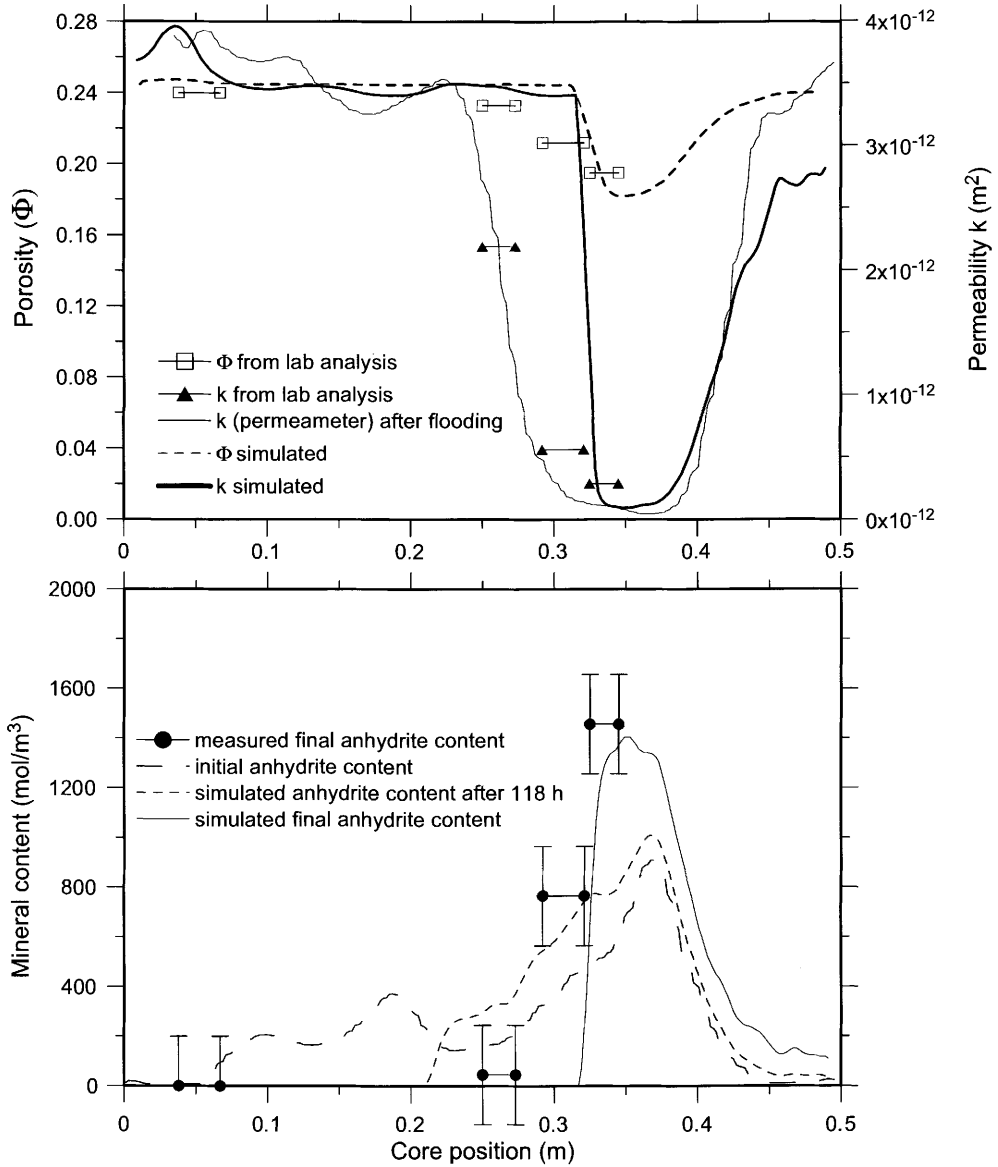 0.28
0.24
0.20
0.16
0.12
0.08
0.04
0.00
Porosity (Φ)
4x10-12
3x10-12
2x10-12
1x10-12
0x10-12
Permeability k (m2)
Φ from lab analysis
k from lab analysis
k (permeameter) after flooding
Φ simulated
k simulated
0 0.1 0.2 0.3 0.4 0.5
2000
1600
1200
800
400
0
Mineral content (mol/m3)
measured final anhydrite content
initial anhydrite content
simulated anhydrite content after 118 h
simulated final anhydrite content
0 0.1 0.2 0.3 0.4 0.5
Core position (m)